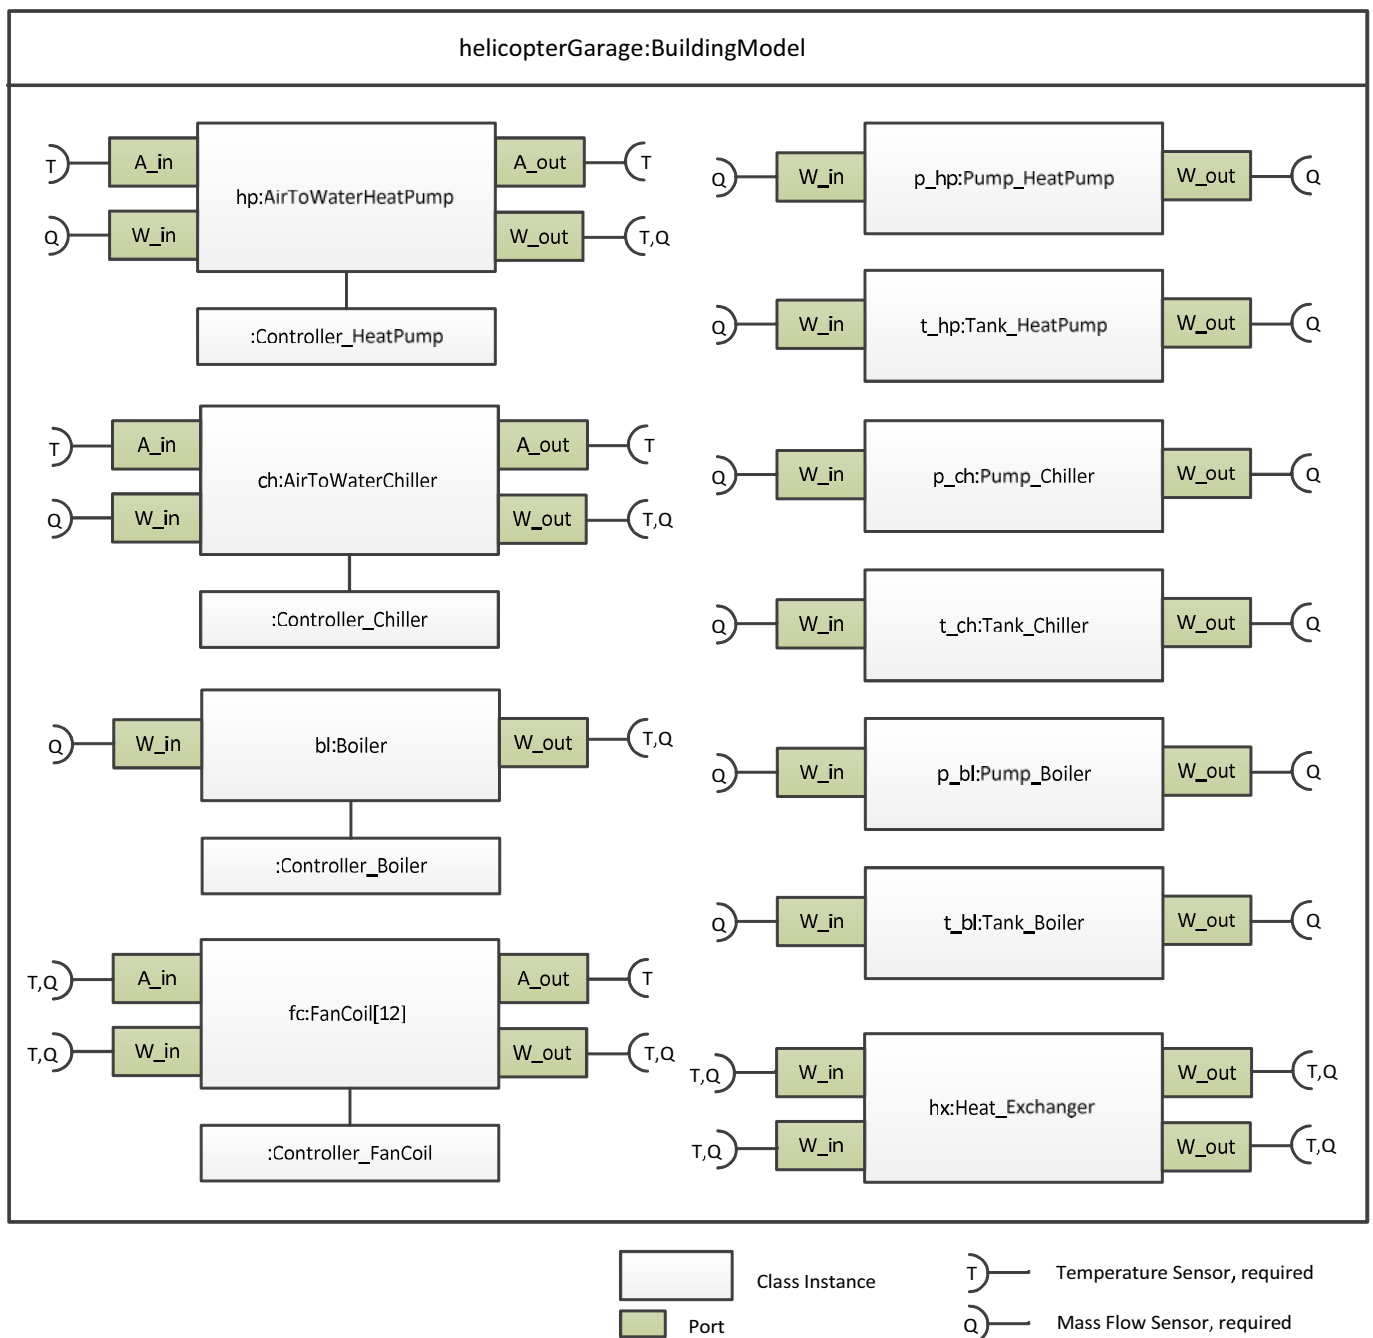 helicopterGarage:BuildingModel
T
A_in
A_out
T
hp:AirToWaterHeatPump
Q
W_in
W_out
T,Q
:Controller_HeatPump
T
A_in
A_out
T
ch:AirToWaterChiller
Q
W_in
W_out
T,Q
:Controller_Chiller
Q
W_in
bl:Boiler
W_out
T,Q
:Controller_Boiler
T,Q
A_in
A_out
T
fc:FanCoil[12]
T,Q
W_in
W_out
T,Q
:Controller_FanCoil
Q
W_in
p_hp:Pump_HeatPump
W_out
Q
Q
W_in
t_hp:Tank_HeatPump
W_out
Q
Q
W_in
p_ch:Pump_Chiller
W_out
Q
Q
W_in
t_ch:Tank_Chiller
W_out
Q
Q
W_in
p_bl:Pump_Boiler
W_out
Q
Q
W_in
t_bl:Tank_Boiler
W_out
Q
T,Q
W_in
W_out
T,Q
hx:Heat_Exchanger
T,Q
W_in
W_out
T,Q
Class Instance
Port
T
Temperature Sensor, required
Q
Mass Flow Sensor, required